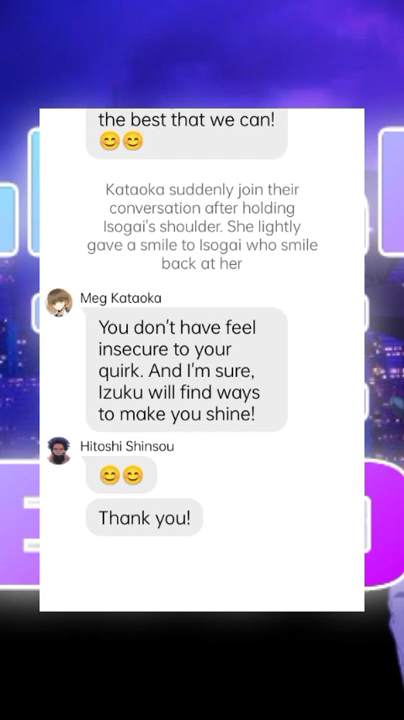 the best that we can!
😊😊
Kataoka suddenly join their
conversation after holding
Isogai's shoulder. She lightly
gave a smile to Isogai who smile
back at her
Meg Kataoka
You don't have feel
insecure to your
quirk. And I'm sure,
Izuku will find ways
to make you shine!
Hitoshi Shinsou
😊😊
Thank you!